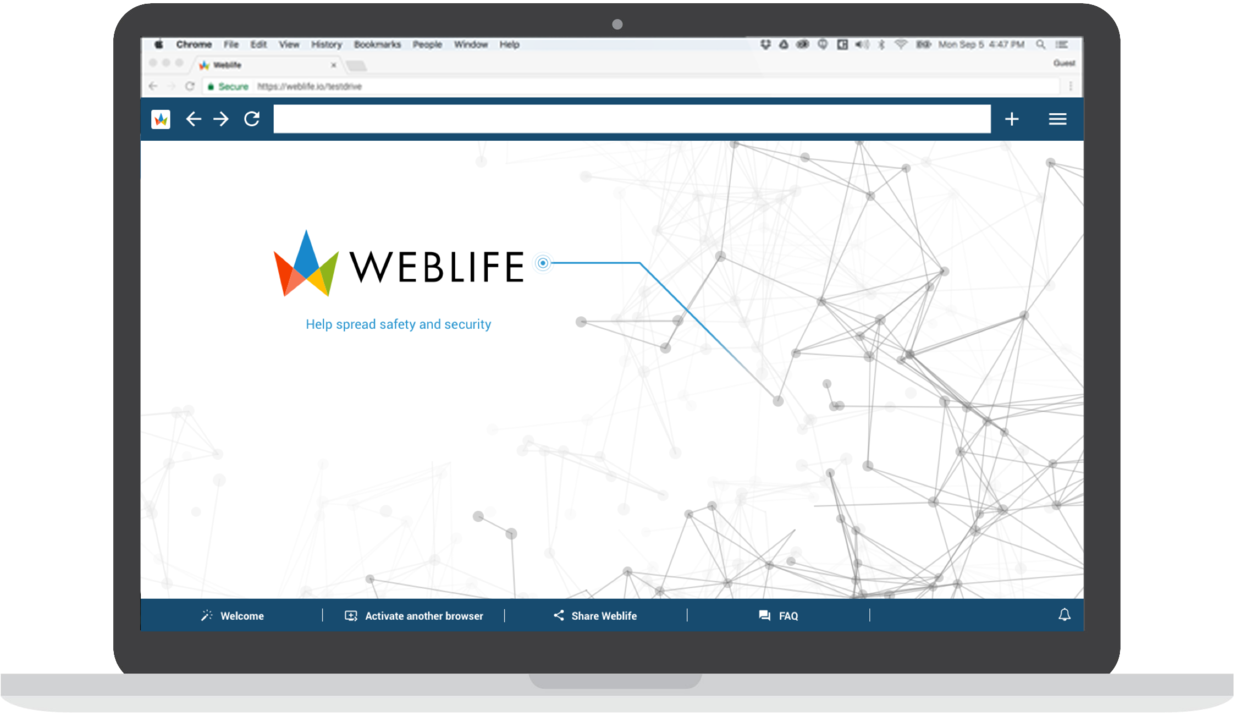 Chrome File Edit View History Bookmarks People Window Help Mon Sep 5 4:47 PM
Weblife Guest
Secure https://weblife.io/testdrive
WEBLIFE
Help spread safety and security
Welcome Activate another browser Share Weblife FAQ